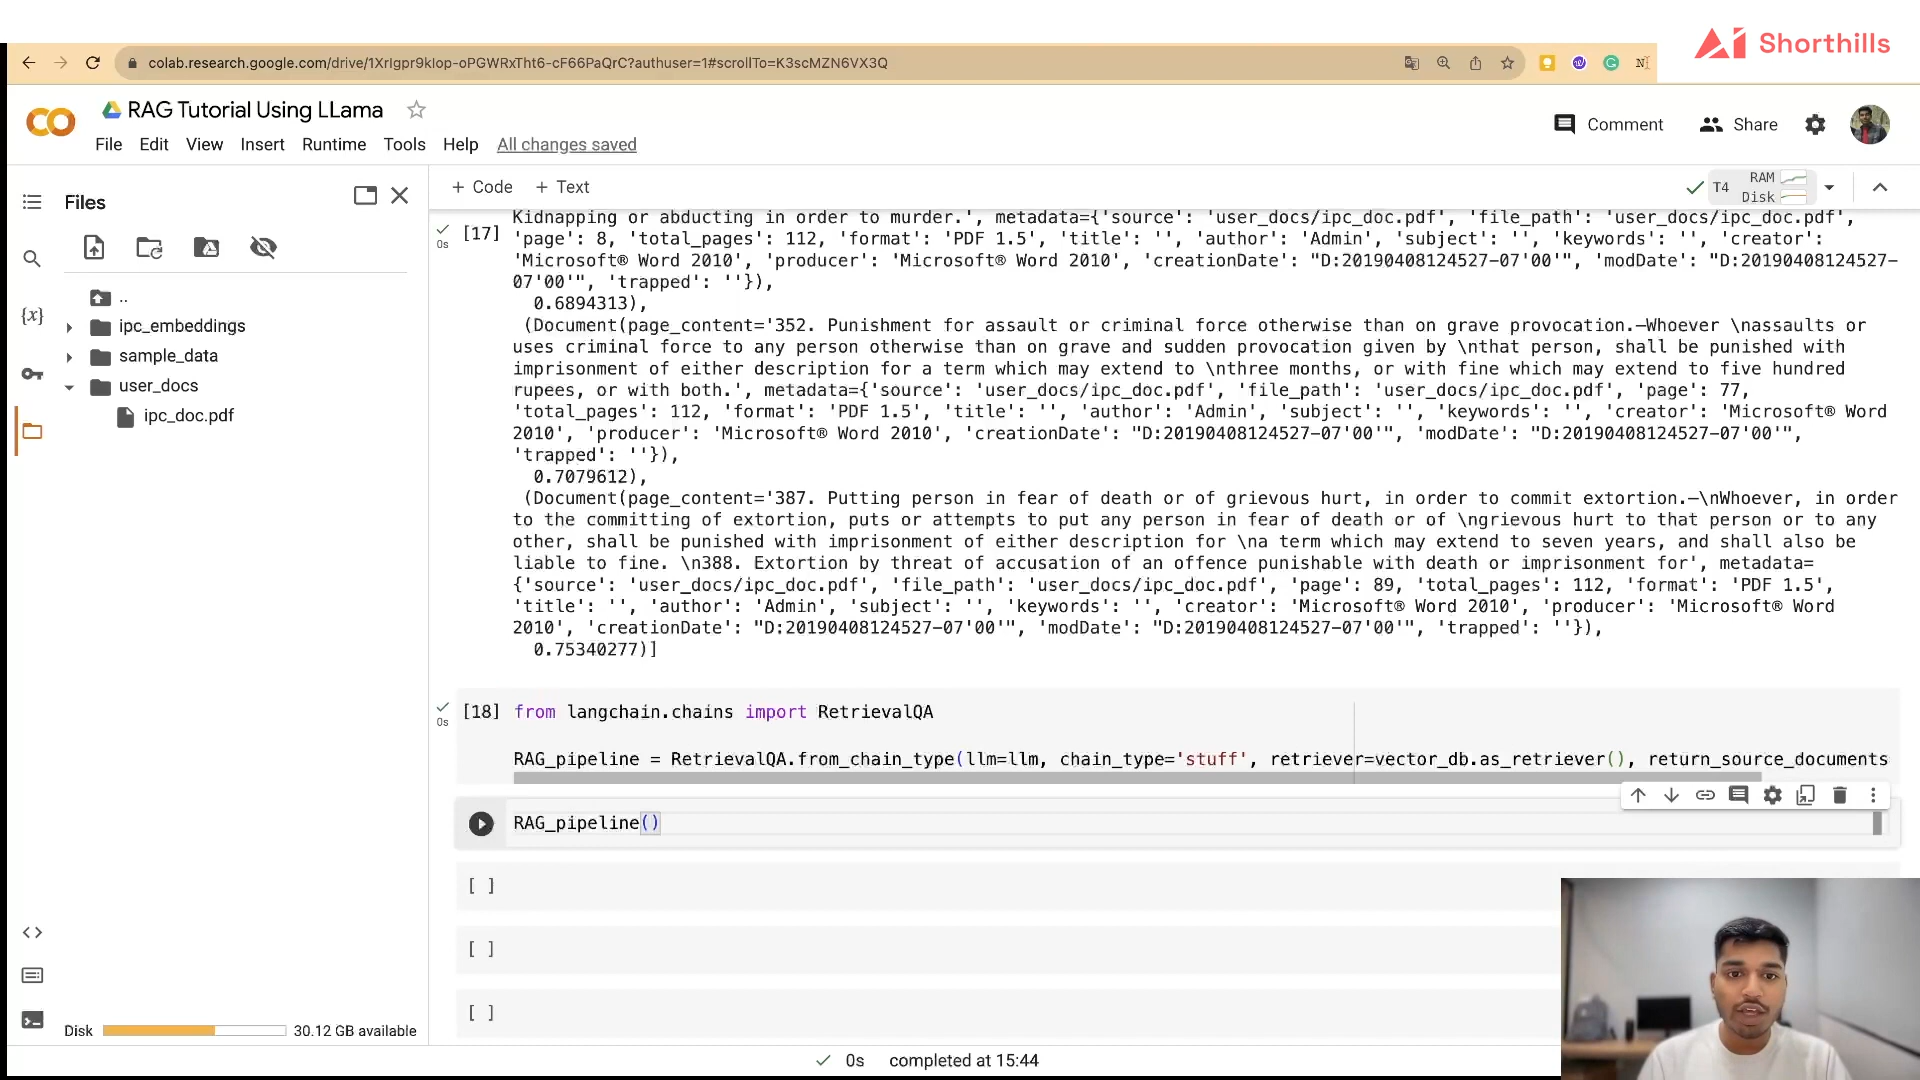 Shorthills
colab.research.google.com/drive/1XrIgpr9kIop-oPGWRxTht6-cF66PaQrC?authuser=1#scrollTo=K3scMZN6VX3Q
RAG Tutorial Using LLama
File Edit View Insert Runtime Tools Help All changes saved
Comment Share
Files
+ Code + Text
T4 RAM
Disk
..
ipc_embeddings
sample_data
user_docs
ipc_doc.pdf
{x}
[17]
0s
Kidnapping or abducting in order to murder.', metadata={'source': 'user_docs/ipc_doc.pdf', 'file_path': 'user_docs/ipc_doc.pdf',
'page': 8, 'total_pages': 112, 'format': 'PDF 1.5', 'title': '', 'author': 'Admin', 'subject': '', 'keywords': '', 'creator':
'Microsoft® Word 2010', 'producer': 'Microsoft® Word 2010', 'creationDate': "D:20190408124527-07'00'", 'modDate': "D:20190408124527-
07'00'", 'trapped': ''}),
0.6894313),
(Document(page_content='352. Punishment for assault or criminal force otherwise than on grave provocation.—Whoever \nassaults or
uses criminal force to any person otherwise than on grave and sudden provocation given by \nthat person, shall be punished with
imprisonment of either description for a term which may extend to \nthree months, or with fine which may extend to five hundred
rupees, or with both.', metadata={'source': 'user_docs/ipc_doc.pdf', 'file_path': 'user_docs/ipc_doc.pdf', 'page': 77,
'total_pages': 112, 'format': 'PDF 1.5', 'title': '', 'author': 'Admin', 'subject': '', 'keywords': '', 'creator': 'Microsoft® Word
2010', 'producer': 'Microsoft® Word 2010', 'creationDate': "D:20190408124527-07'00'", 'modDate': "D:20190408124527-07'00'",
'trapped': ''}),
0.7079612),
(Document(page_content='387. Putting person in fear of death or of grievous hurt, in order to commit extortion.—\nWhoever, in order
to the committing of extortion, puts or attempts to put any person in fear of death or of \ngrievous hurt to that person or to any
other, shall be punished with imprisonment of either description for \na term which may extend to seven years, and shall also be
liable to fine. \n388. Extortion by threat of accusation of an offence punishable with death or imprisonment for', metadata=
{'source': 'user_docs/ipc_doc.pdf', 'file_path': 'user_docs/ipc_doc.pdf', 'page': 89, 'total_pages': 112, 'format': 'PDF 1.5',
'title': '', 'author': 'Admin', 'subject': '', 'keywords': '', 'creator': 'Microsoft® Word 2010', 'producer': 'Microsoft® Word
2010', 'creationDate': "D:20190408124527-07'00'", 'modDate': "D:20190408124527-07'00'", 'trapped': ''}),
0.75340277)]
[18] from langchain.chains import RetrievalQA
0s
RAG_pipeline = RetrievalQA.from_chain_type(llm=llm, chain_type='stuff', retriever=vector_db.as_retriever(), return_source_documents
RAG_pipeline()
[ ]
[ ]
[ ]
Disk 30.12 GB available
0s completed at 15:44